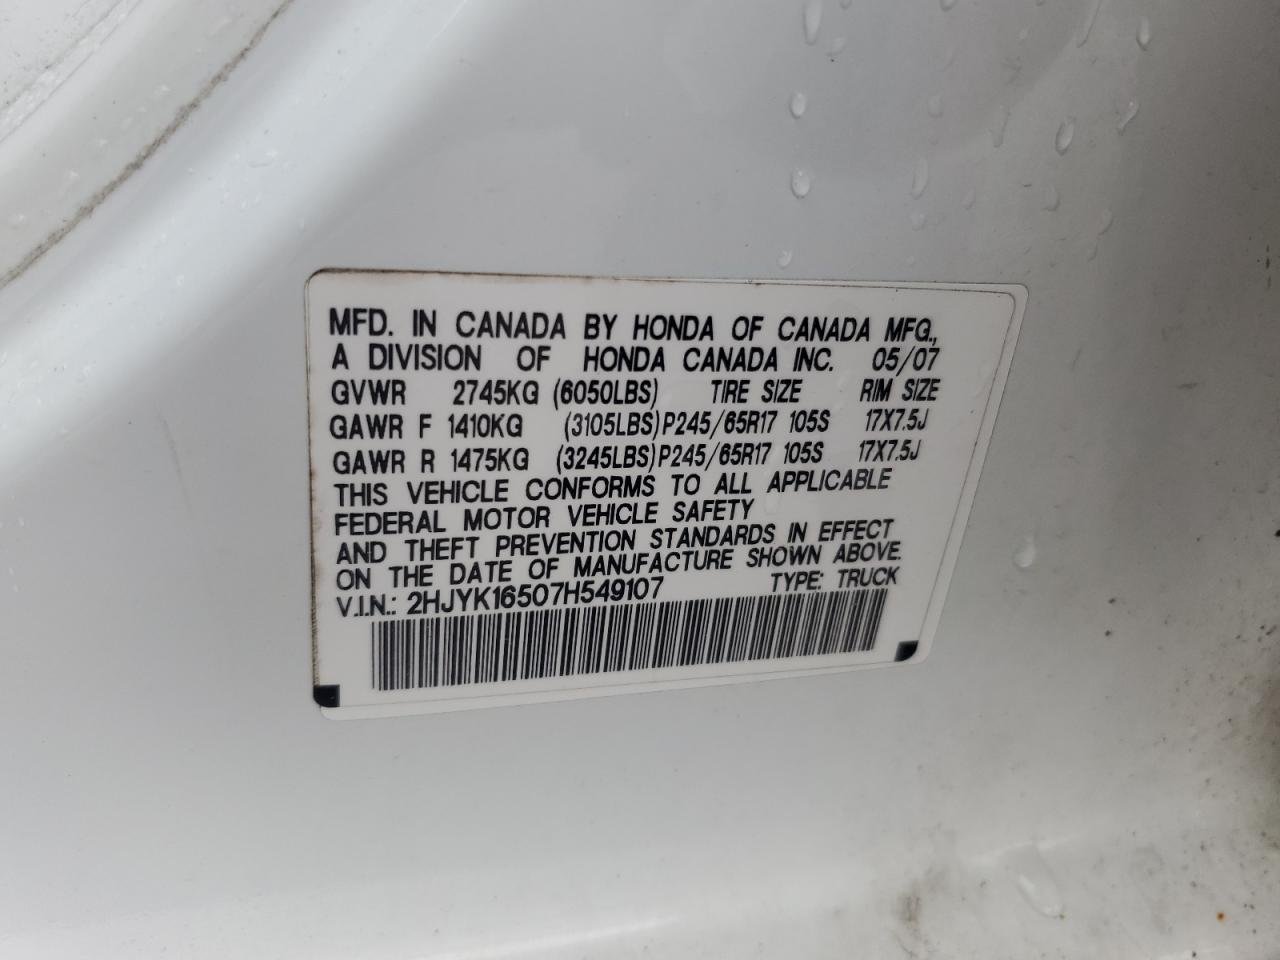 MFD. IN CANADA BY HONDA OF CANADA MFG.,
A DIVISION OF HONDA CANADA INC. 05/07
GVWR 2745KG (6050LBS) TIRE SIZE RIM SIZE
GAWR F 1410KG (3105LBS) P245/65R17 105S 17X7.5J
GAWR R 1475KG (3245LBS) P245/65R17 105S 17X7.5J
THIS VEHICLE CONFORMS TO ALL APPLICABLE
FEDERAL MOTOR VEHICLE SAFETY
AND THEFT PREVENTION STANDARDS IN EFFECT
ON THE DATE OF MANUFACTURE SHOWN ABOVE.
V.I.N.: 2HJYK16507H549107 TYPE: TRUCK